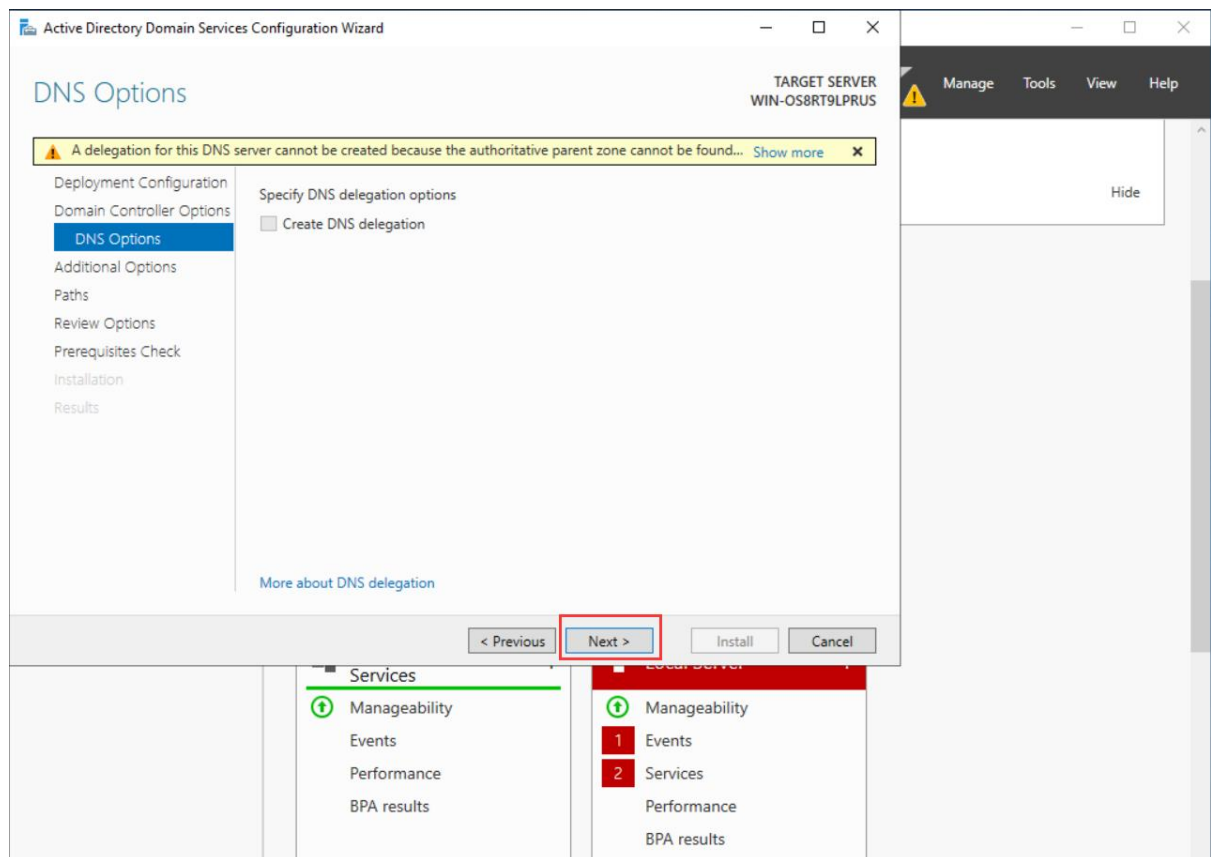 Active Directory Domain Services Configuration Wizard
DNS Options
TARGET SERVER
WIN-OS8RT9LPRUS
Manage Tools View Help
A delegation for this DNS server cannot be created because the authoritative parent zone cannot be found... Show more
Hide
Deployment Configuration
Domain Controller Options
DNS Options
Additional Options
Paths
Review Options
Prerequisites Check
Installation
Results
Specify DNS delegation options
Create DNS delegation
More about DNS delegation
< Previous
Next >
Install
Cancel
Services
Manageability
Events
Performance
BPA results
Local Server
Manageability
1 Events
2 Services
Performance
BPA results